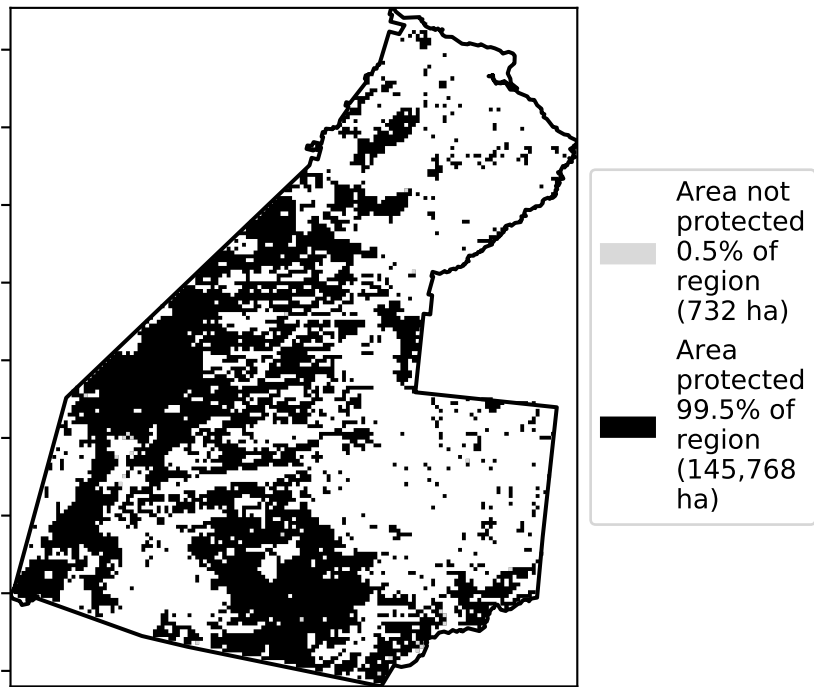 Area not
protected
0.5% of
region
(732 ha)
Area
protected
99.5% of
region
(145,768
ha)